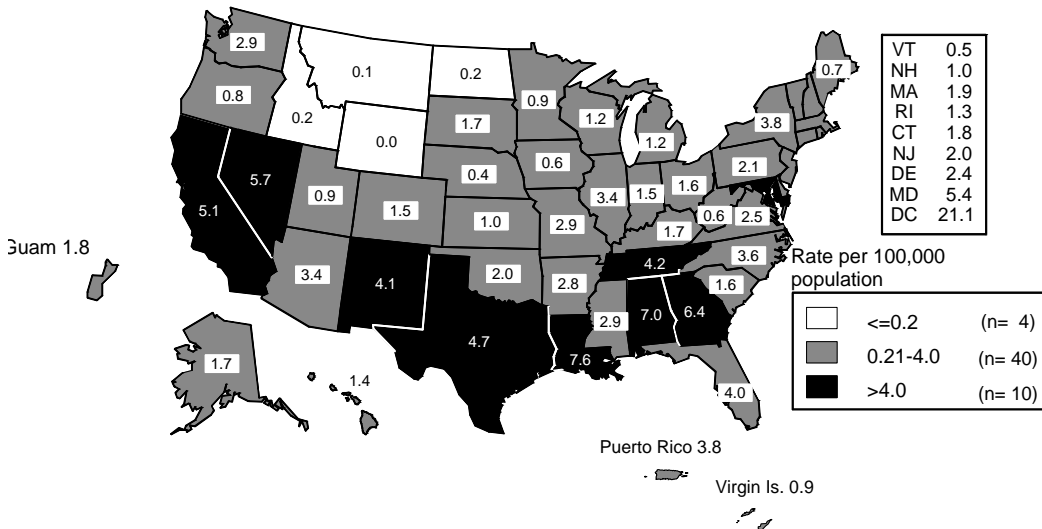 2.9
0.1
0.2
0.9
0.7
VT 0.5
NH 1.0
MA 1.9
RI 1.3
CT 1.8
NJ 2.0
DE 2.4
MD 5.4
DC 21.1
0.8
0.2
0.0
1.7
1.2
1.2
3.8
5.1
5.7
0.9
1.5
0.4
0.6
3.4
1.5
1.6
2.1
1.0
2.9
1.7
0.6
2.5
Guam 1.8
3.4
4.1
2.0
2.8
4.2
3.6
1.6
4.7
7.6
2.9
7.0
6.4
4.0
1.7
1.4
Rate per 100,000
population
<=0.2 (n= 4)
0.21-4.0 (n= 40)
>4.0 (n= 10)
Puerto Rico 3.8
Virgin Is. 0.9